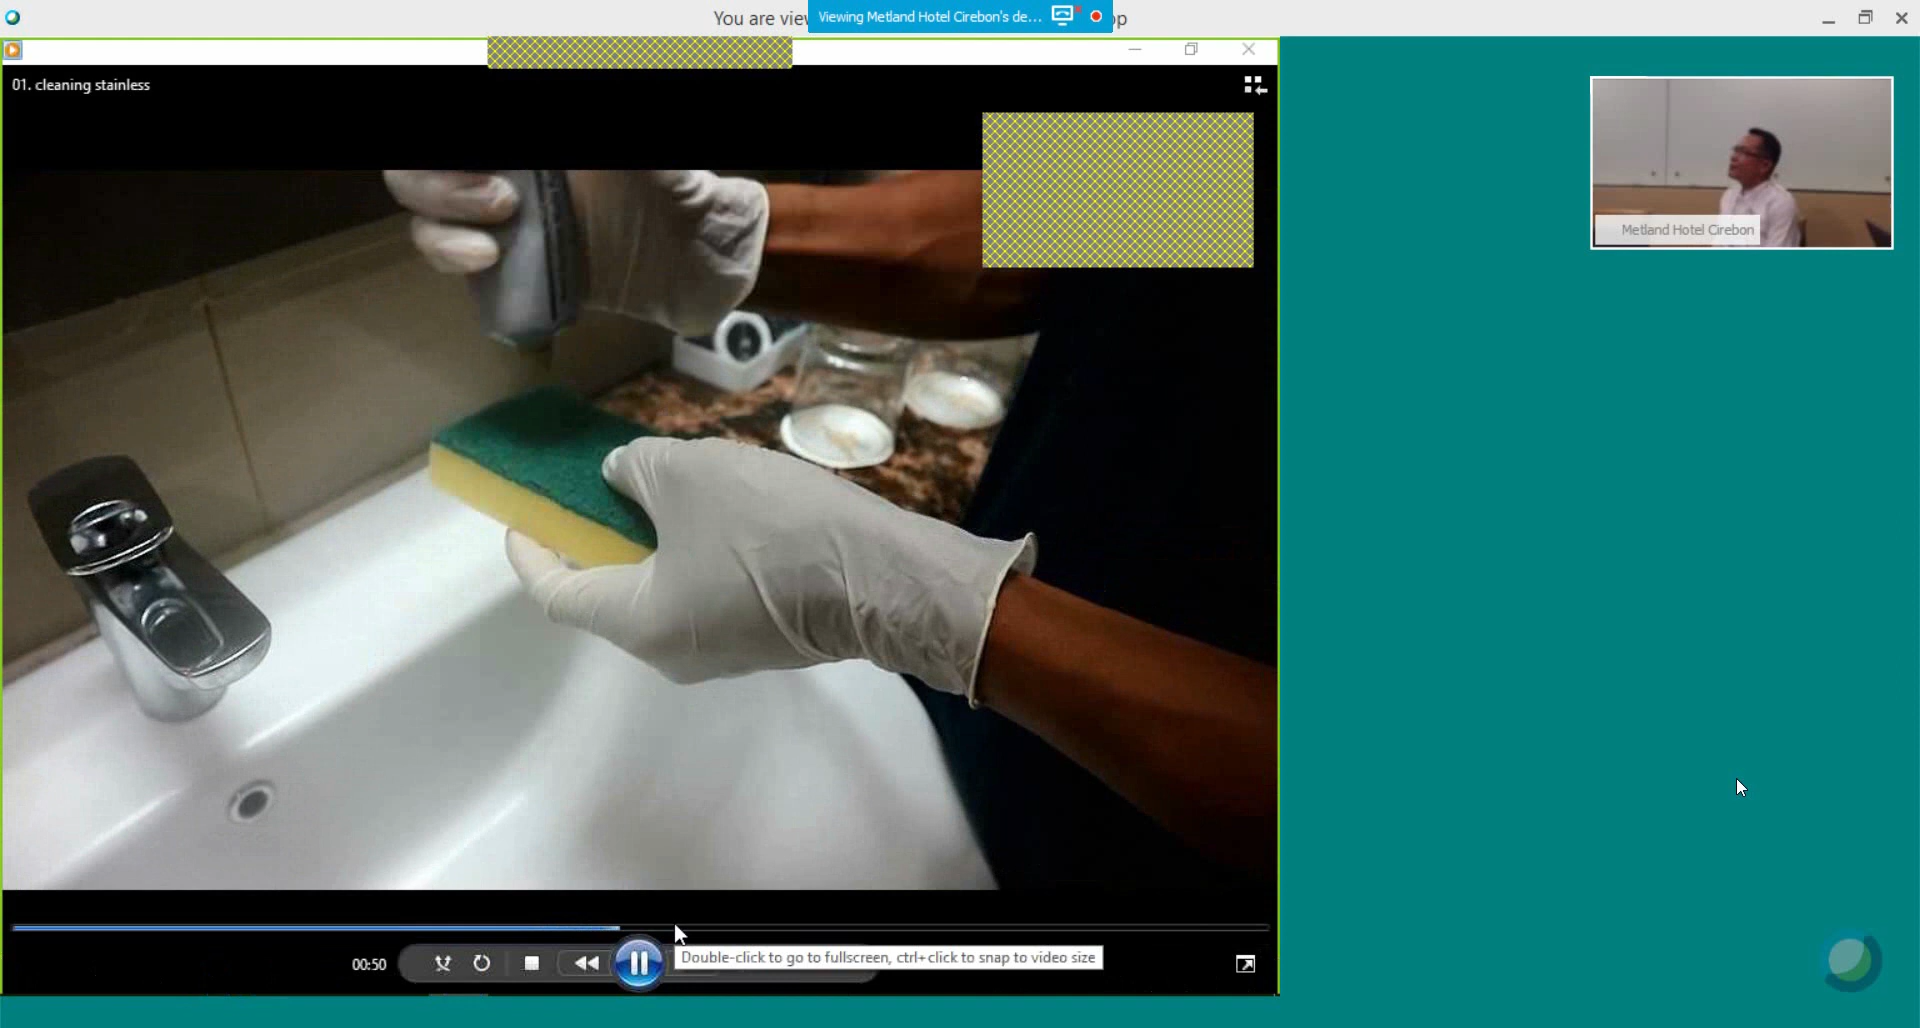 You are vie
Viewing Metland Hotel Cirebon's de...
op
01. cleaning stainless
Metland Hotel Cirebon
00:50
Double-click to go to fullscreen, ctrl+click to snap to video size